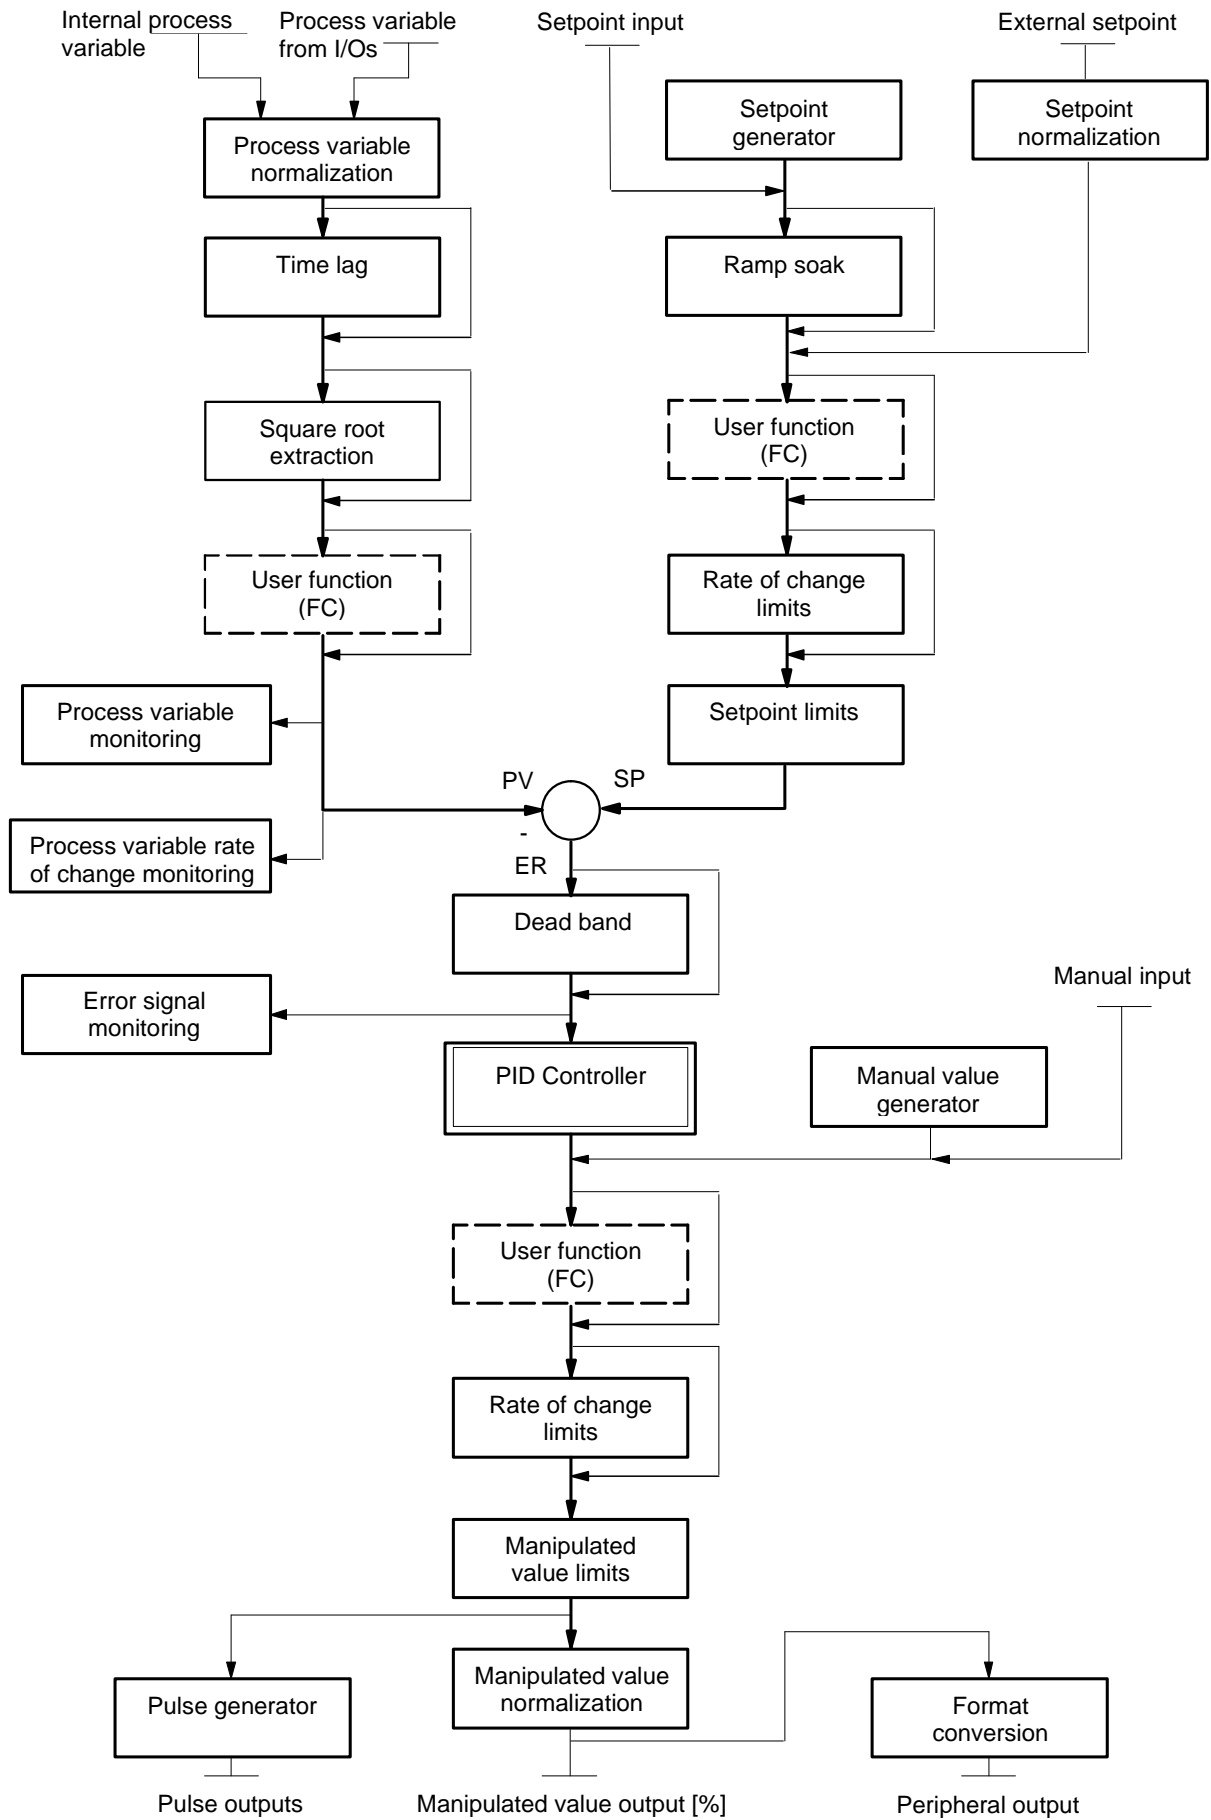 Internal process
variable
Process variable
from I/Os
Setpoint input
External setpoint
Process variable
normalization
Setpoint
generator
Setpoint
normalization
Time lag
Ramp soak
Square root
extraction
User function
(FC)
User function
(FC)
Rate of change
limits
Process variable
monitoring
Setpoint limits
PV
SP
-
Process variable rate
of change monitoring
ER
Dead band
Error signal
monitoring
Manual input
PID Controller
Manual value
generator
User function
(FC)
Rate of change
limits
Manipulated
value limits
Pulse generator
Manipulated value
normalization
Format
conversion
Pulse outputs
Manipulated value output [%]
Peripheral output